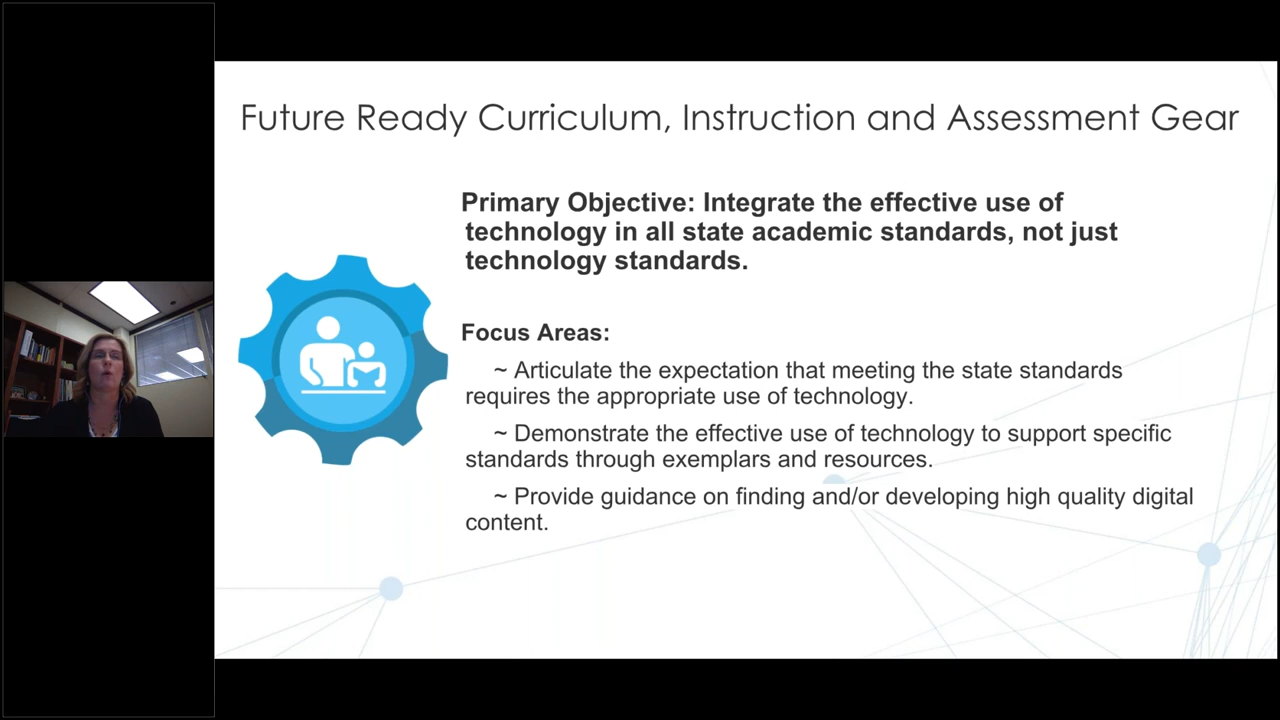 Future Ready Curriculum, Instruction and Assessment Gear
Primary Objective: Integrate the effective use of
technology in all state academic standards, not just
technology standards.
Focus Areas:
~ Articulate the expectation that meeting the state standards
requires the appropriate use of technology.
~ Demonstrate the effective use of technology to support specific
standards through exemplars and resources.
~ Provide guidance on finding and/or developing high quality digital
content.